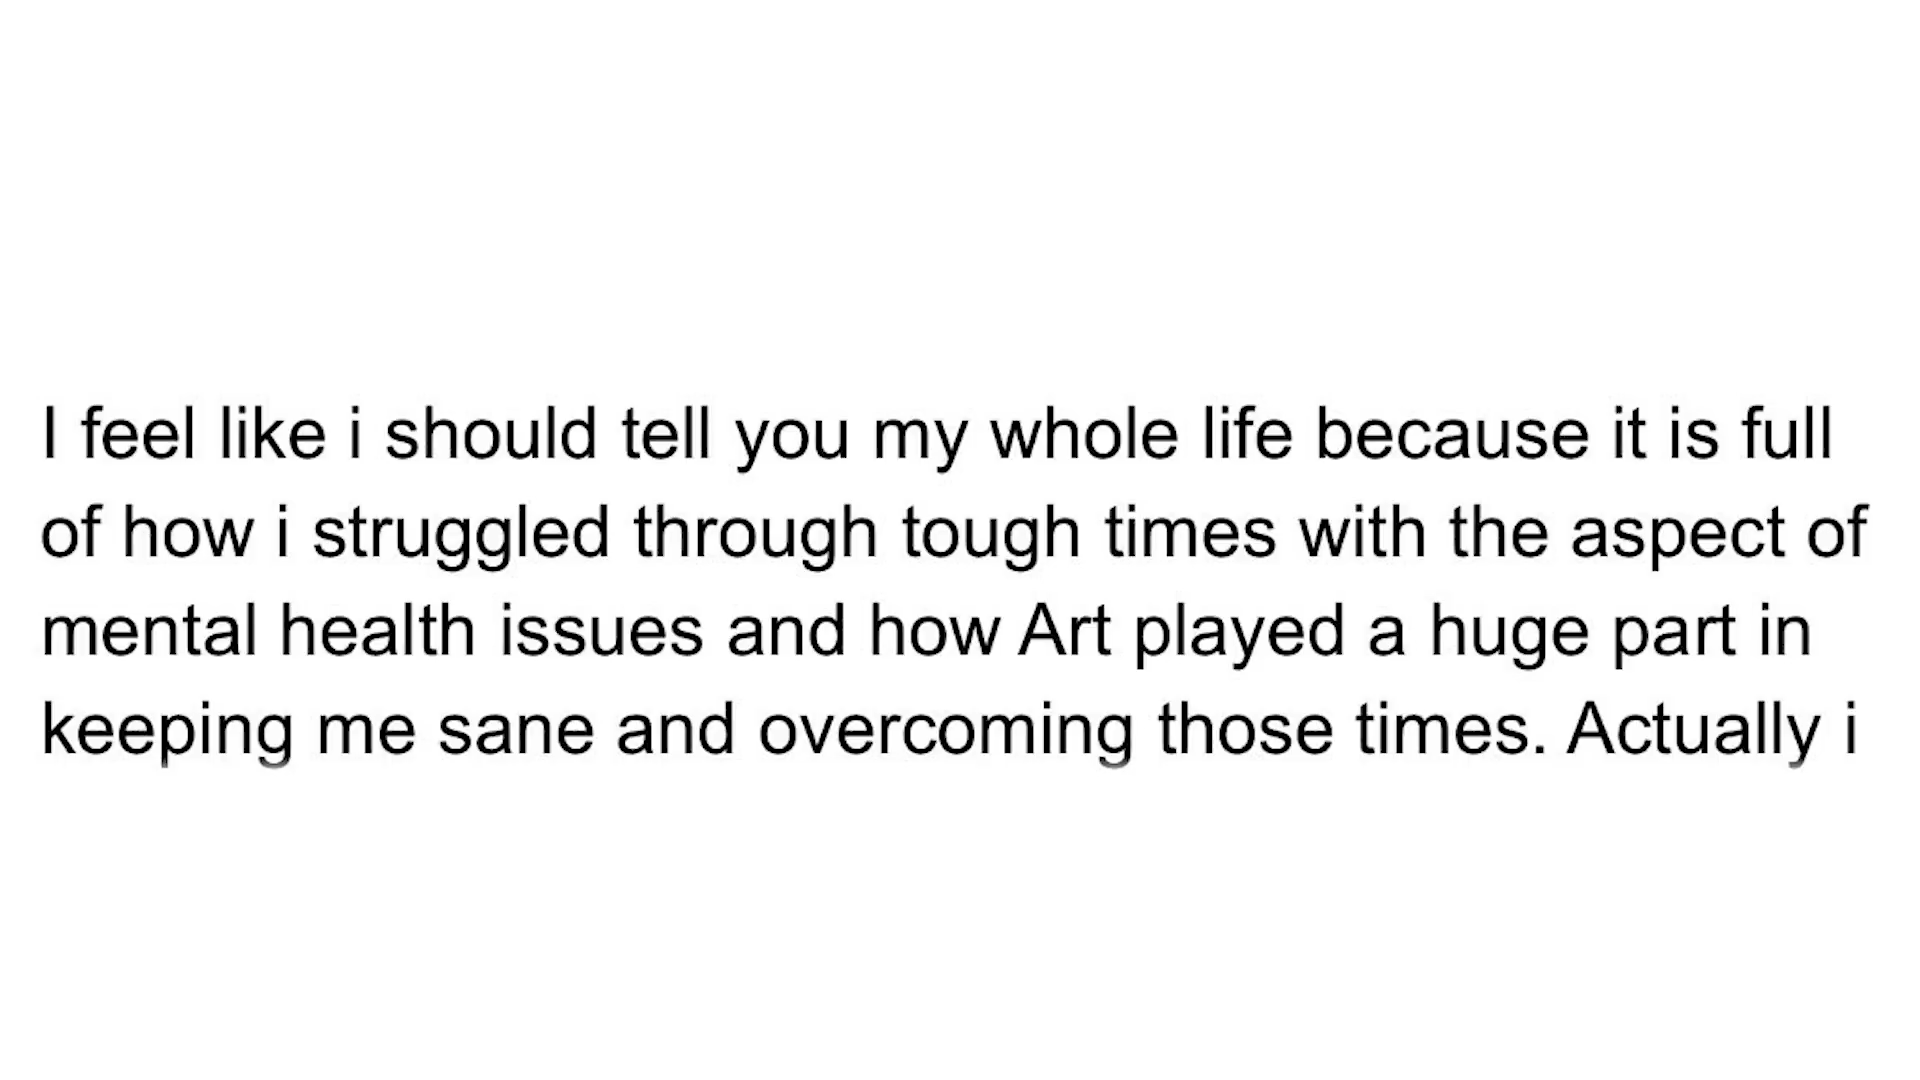 I feel like i should tell you my whole life because it is full
of how i struggled through tough times with the aspect of
mental health issues and how Art played a huge part in
keeping me sane and overcoming those times. Actually i